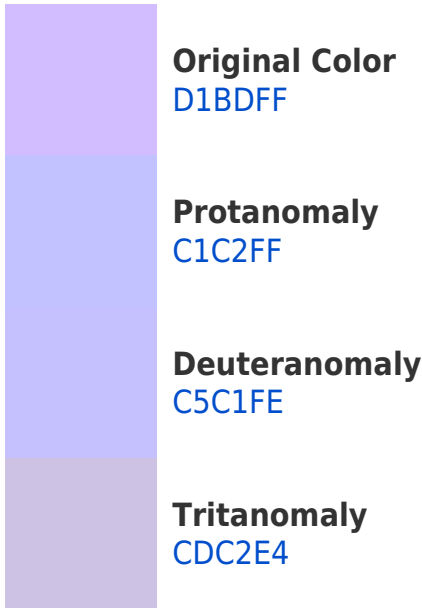 Original Color
D1BDFF
Protanomaly
C1C2FF
Deuteranomaly
C5C1FE
Tritanomaly
CDC2E4